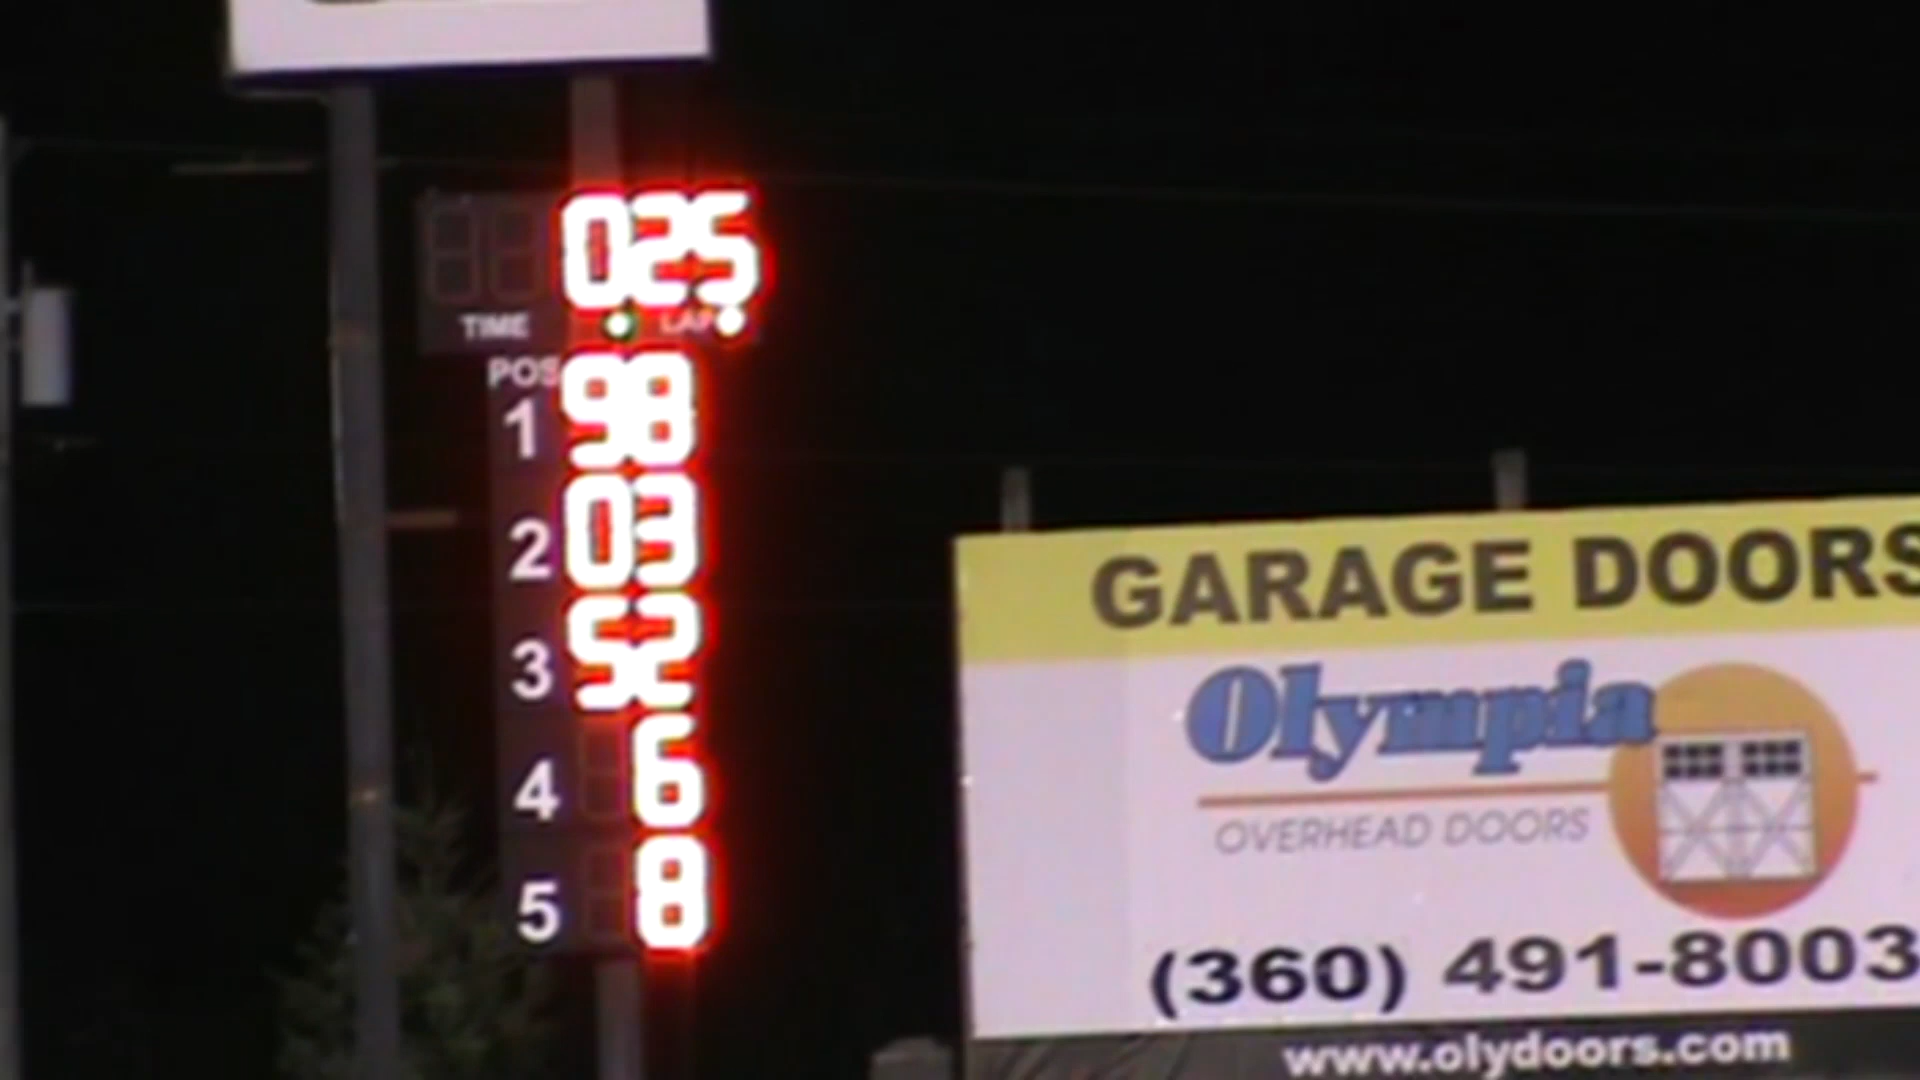 025
TIME LAP
POS
1 98
2 03
3 52
4 6
5 8
GARAGE DOORS
Olympia
OVERHEAD DOORS
(360) 491-8003
www.olydoors.com